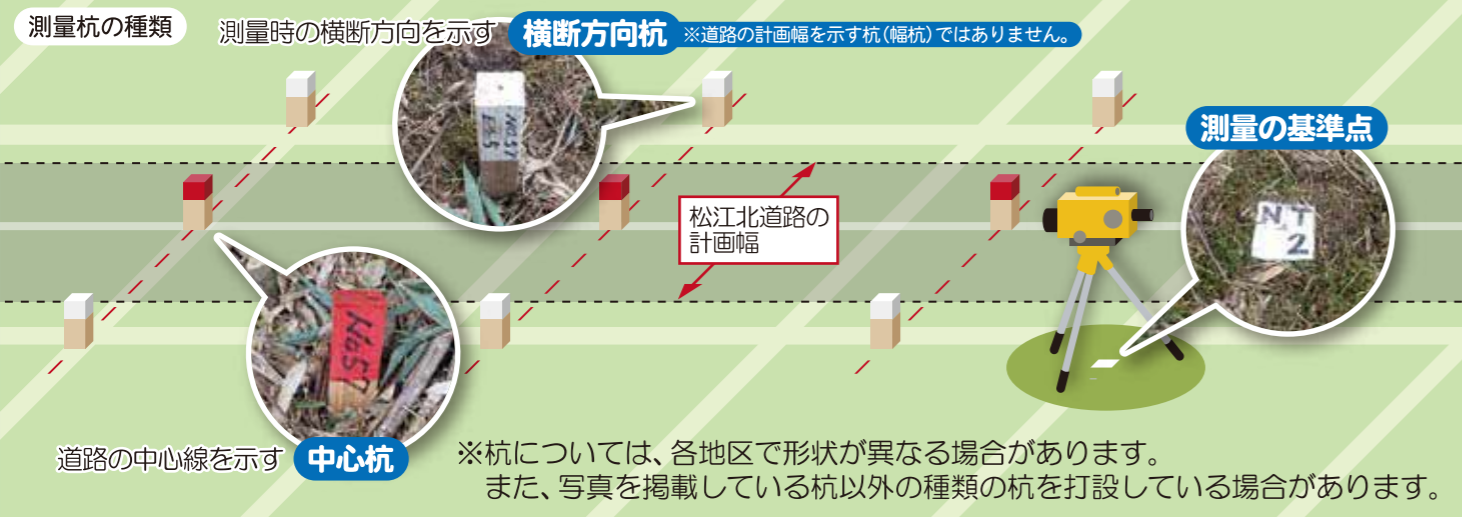 測量杭の種類
測量時の横断方向を示す 横断方向杭 ※道路の計画幅を示す杭(幅杭)ではありません。
No.57
測量の基準点
松江北道路の
計画幅
NT
2
No57
道路の中心線を示す 中心杭
※杭については、各地区で形状が異なる場合があります。
また、写真を掲載している杭以外の種類の杭を打設している場合があります。